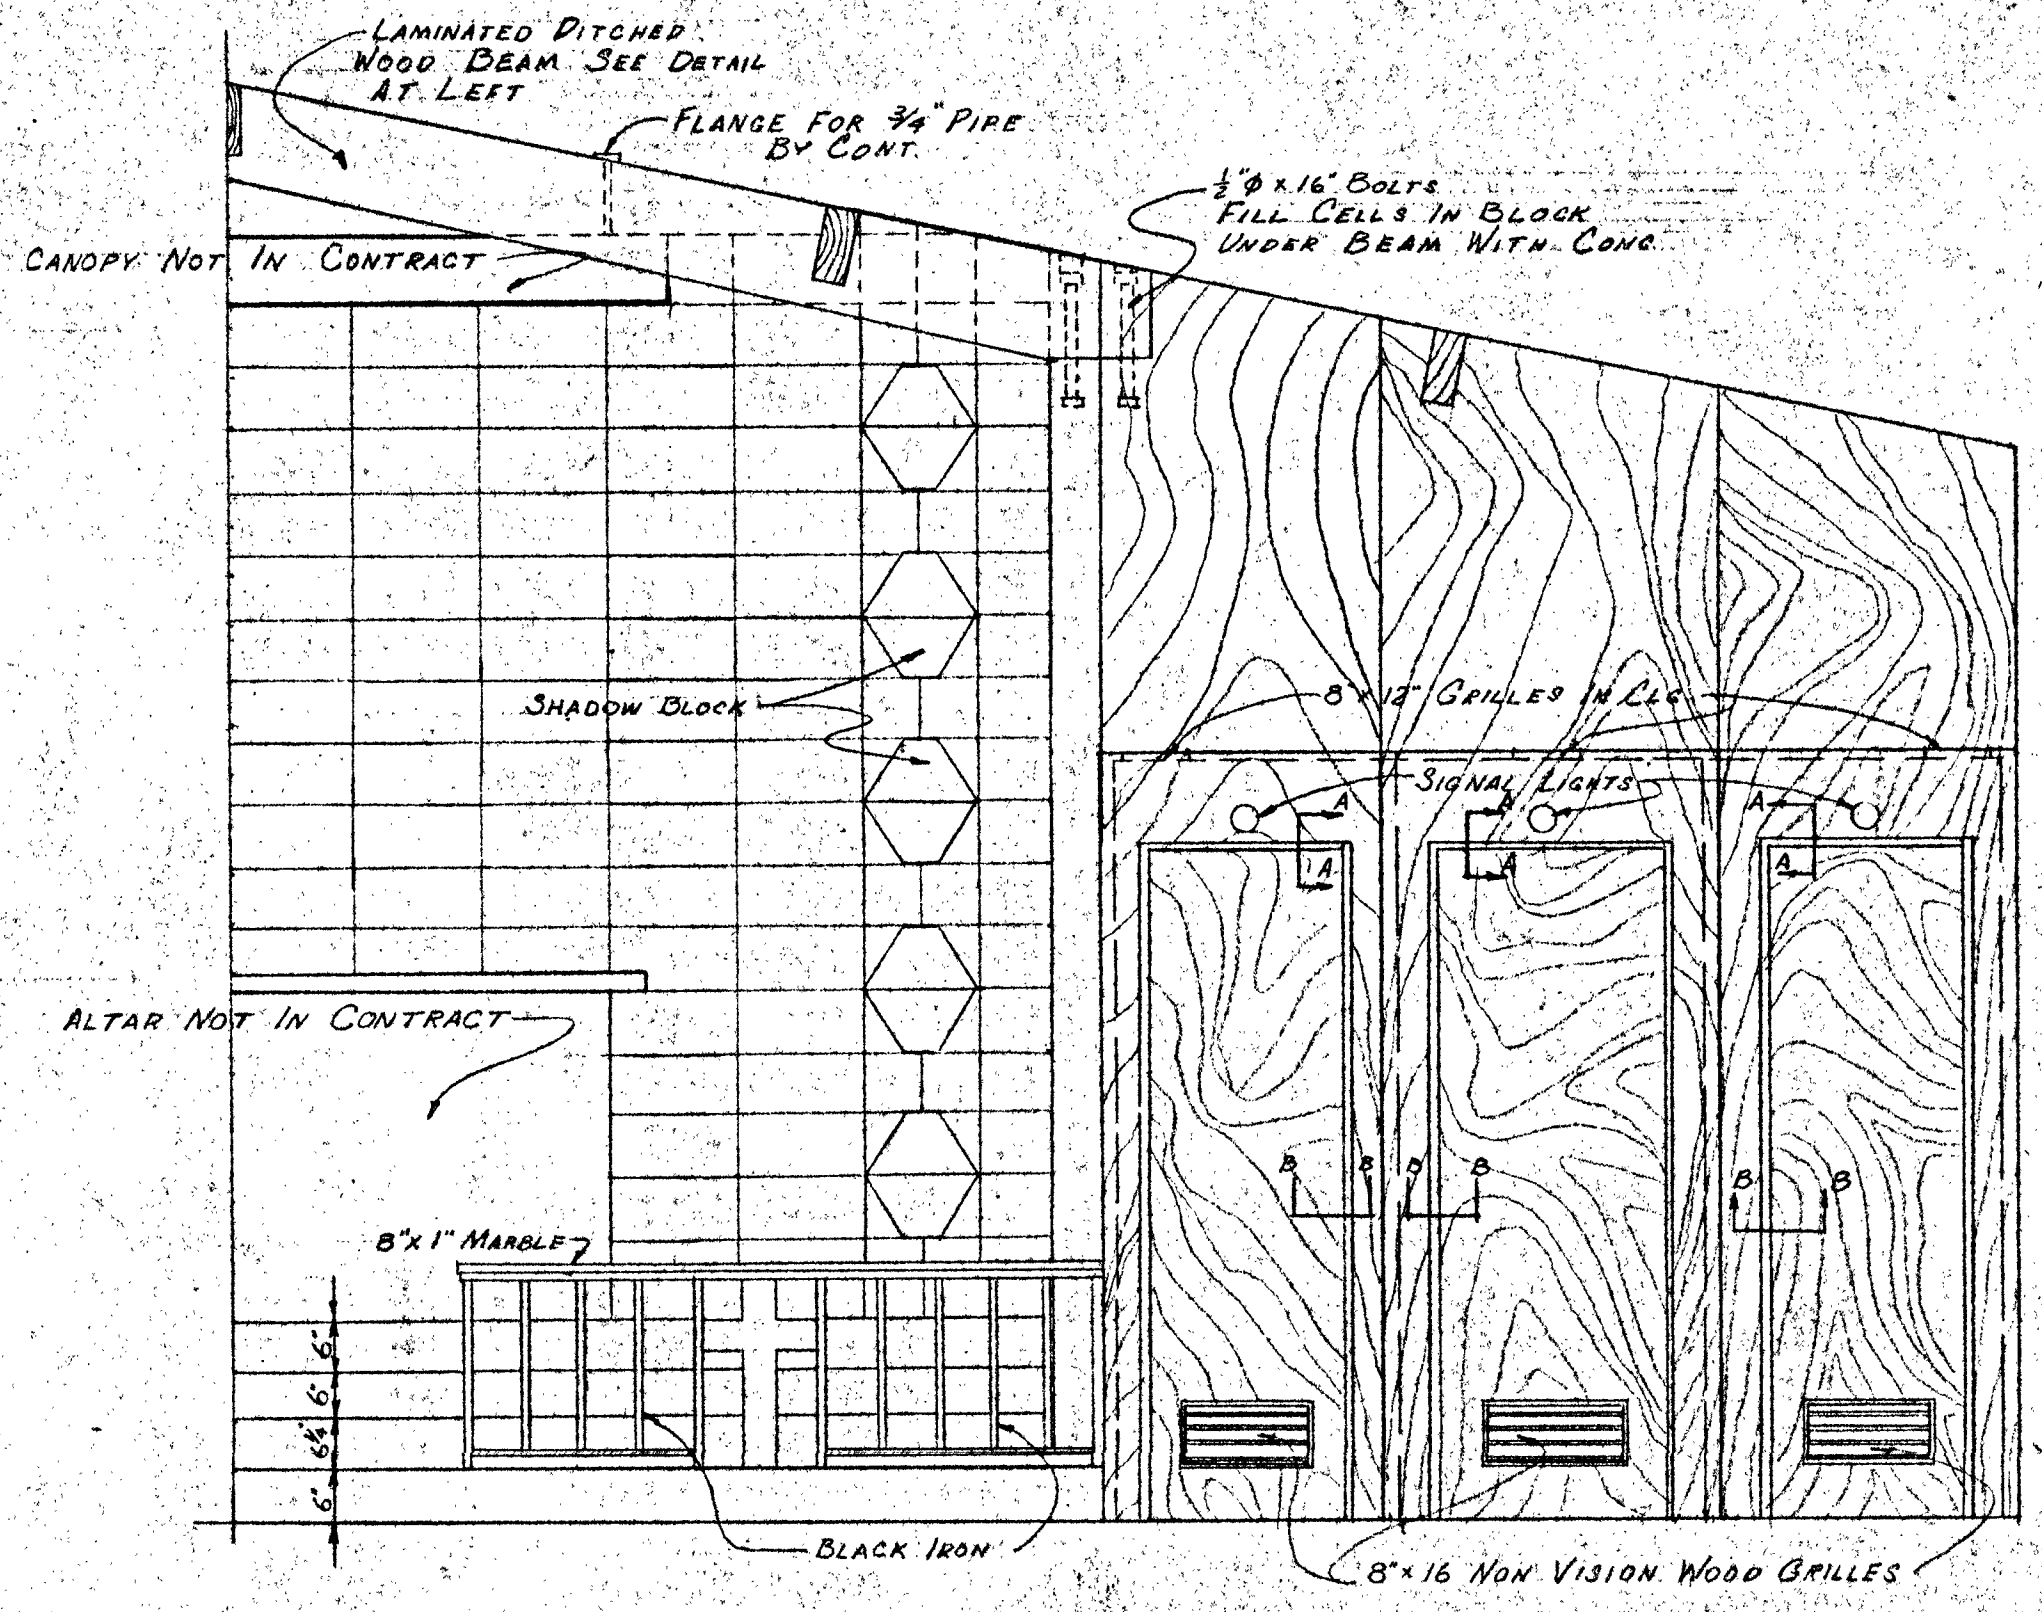 LAMINATED PITCHED
WOOD BEAM SEE DETAIL
AT LEFT
FLANGE FOR 3/4" PIPE
BY CONT.
1/2"φ x 16" BOLTS
FILL CELLS IN BLOCK
UNDER BEAM WITH CONC.
CANOPY NOT IN CONTRACT
SHADOW BLOCK
8" x 12" GRILLES IN CLG.
SIGNAL LIGHTS
A A A
A A A
ALTAR NOT IN CONTRACT
B B B B B B
8" x 1" MARBLE
6"
6"
6 1/4"
6"
BLACK IRON
8" x 16 NON VISION WOOD GRILLES